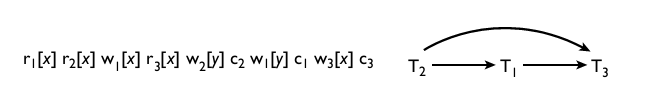 r₁[x] r₂[x] w₁[x] r₃[x] w₂[y] c₂ w₁[y] c₁ w₃[x] c₃
T₂ T₁ T₃